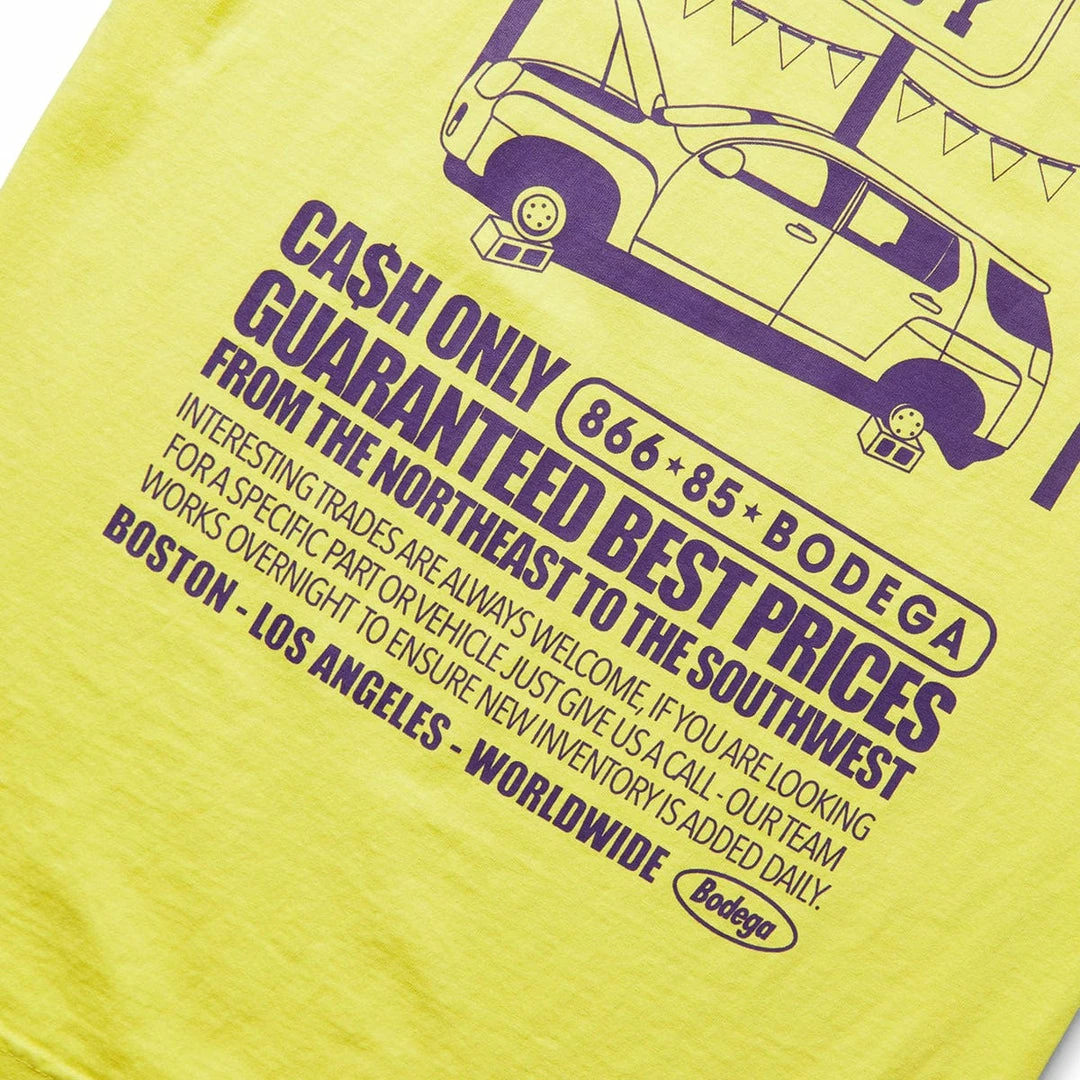 CA$H ONLY
866★85★BODEGA
GUARANTEED BEST PRICES
FROM THE NORTHEAST TO THE SOUTHWEST
INTERESTING TRADES ARE ALWAYS WELCOME, IF YOU ARE LOOKING
FOR A SPECIFIC PART OR VEHICLE JUST GIVE US A CALL - OUR TEAM
WORKS OVERNIGHT TO ENSURE NEW INVENTORY IS ADDED DAILY.
BOSTON - LOS ANGELES - WORLDWIDE
Bodega